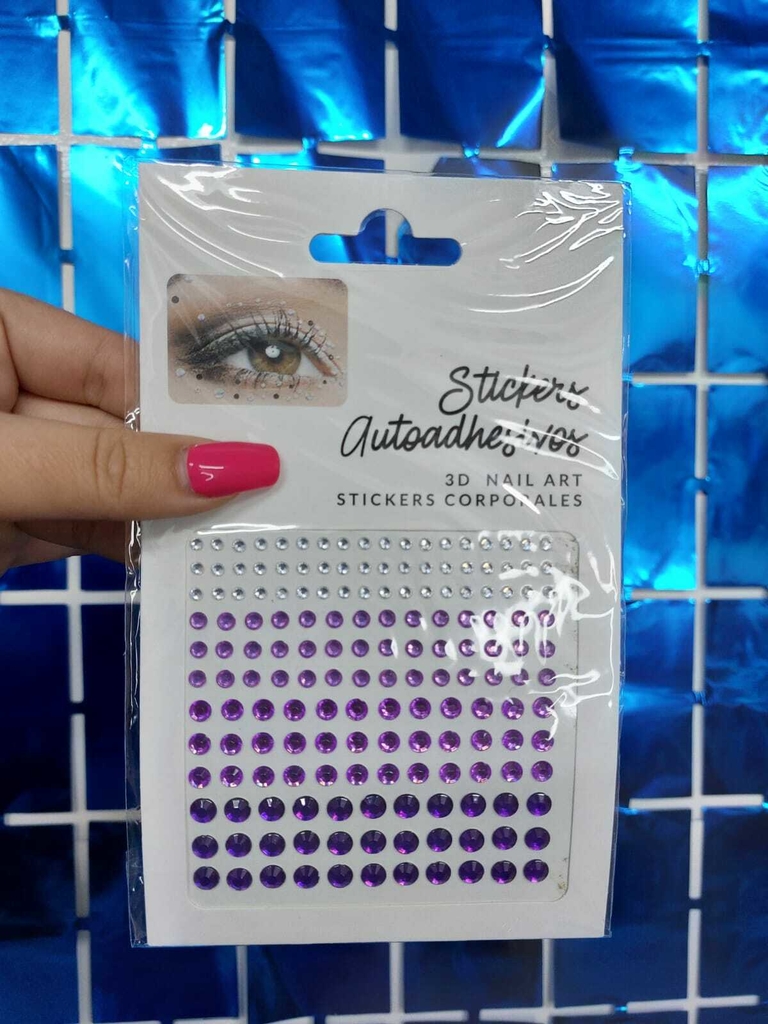 Stickers
Autoadhesivos
3D NAIL ART
STICKERS CORPORALES